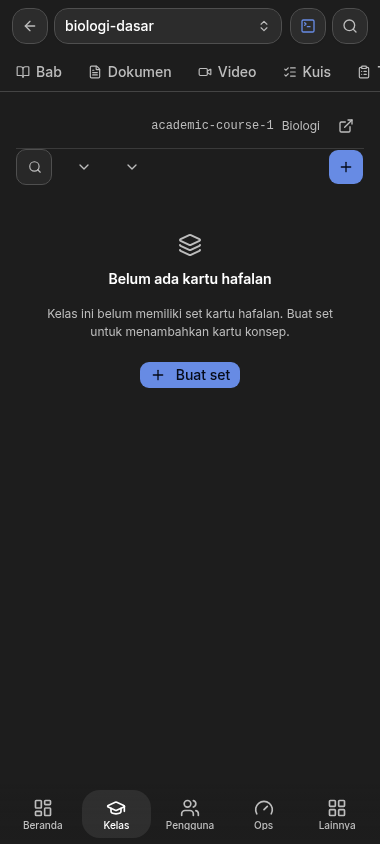 biologi-dasar
Bab
Dokumen
Video
Kuis
academic-course-1 Biologi
Belum ada kartu hafalan
Kelas ini belum memiliki set kartu hafalan. Buat set
untuk menambahkan kartu konsep.
Buat set
Beranda
Kelas
Pengguna
Ops
Lainnya